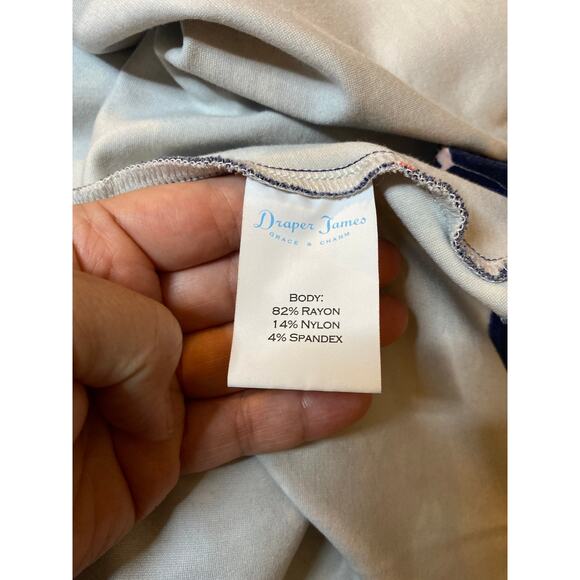 Draper James
GRACE & CHARM
BODY:
82% RAYON
14% NYLON
4% SPANDEX